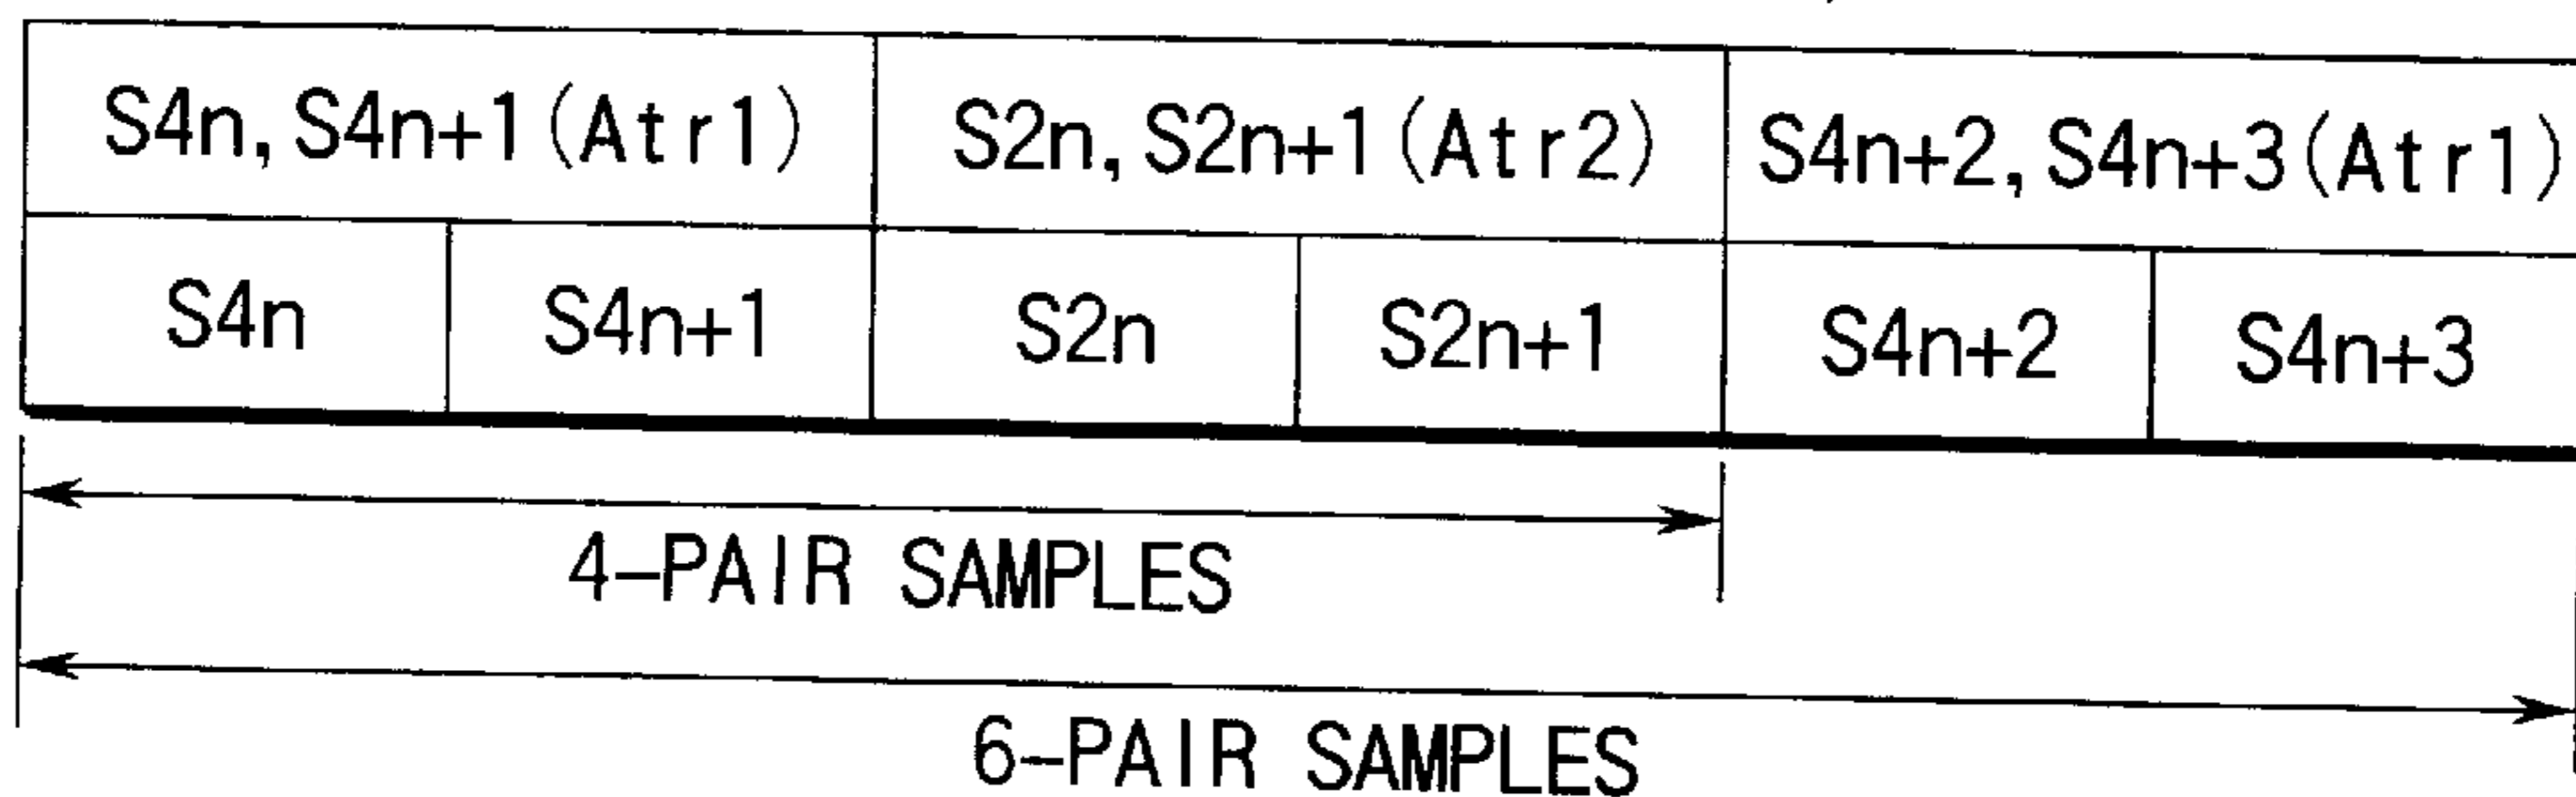 S4n, S4n+1(Atr1) S2n, S2n+1(Atr2) S4n+2, S4n+3(Atr1)
S4n S4n+1 S2n S2n+1 S4n+2 S4n+3
4-PAIR SAMPLES
6-PAIR SAMPLES